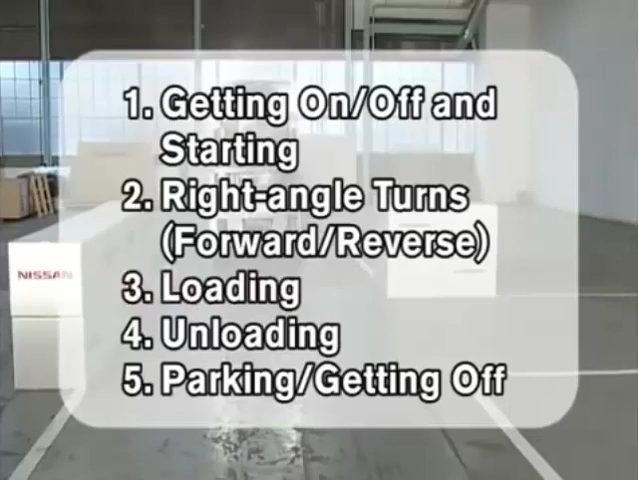 1. Getting On/Off and
Starting
2. Right-angle Turns
(Forward/Reverse)
3. Loading
4. Unloading
5. Parking/Getting Off
NISSAN